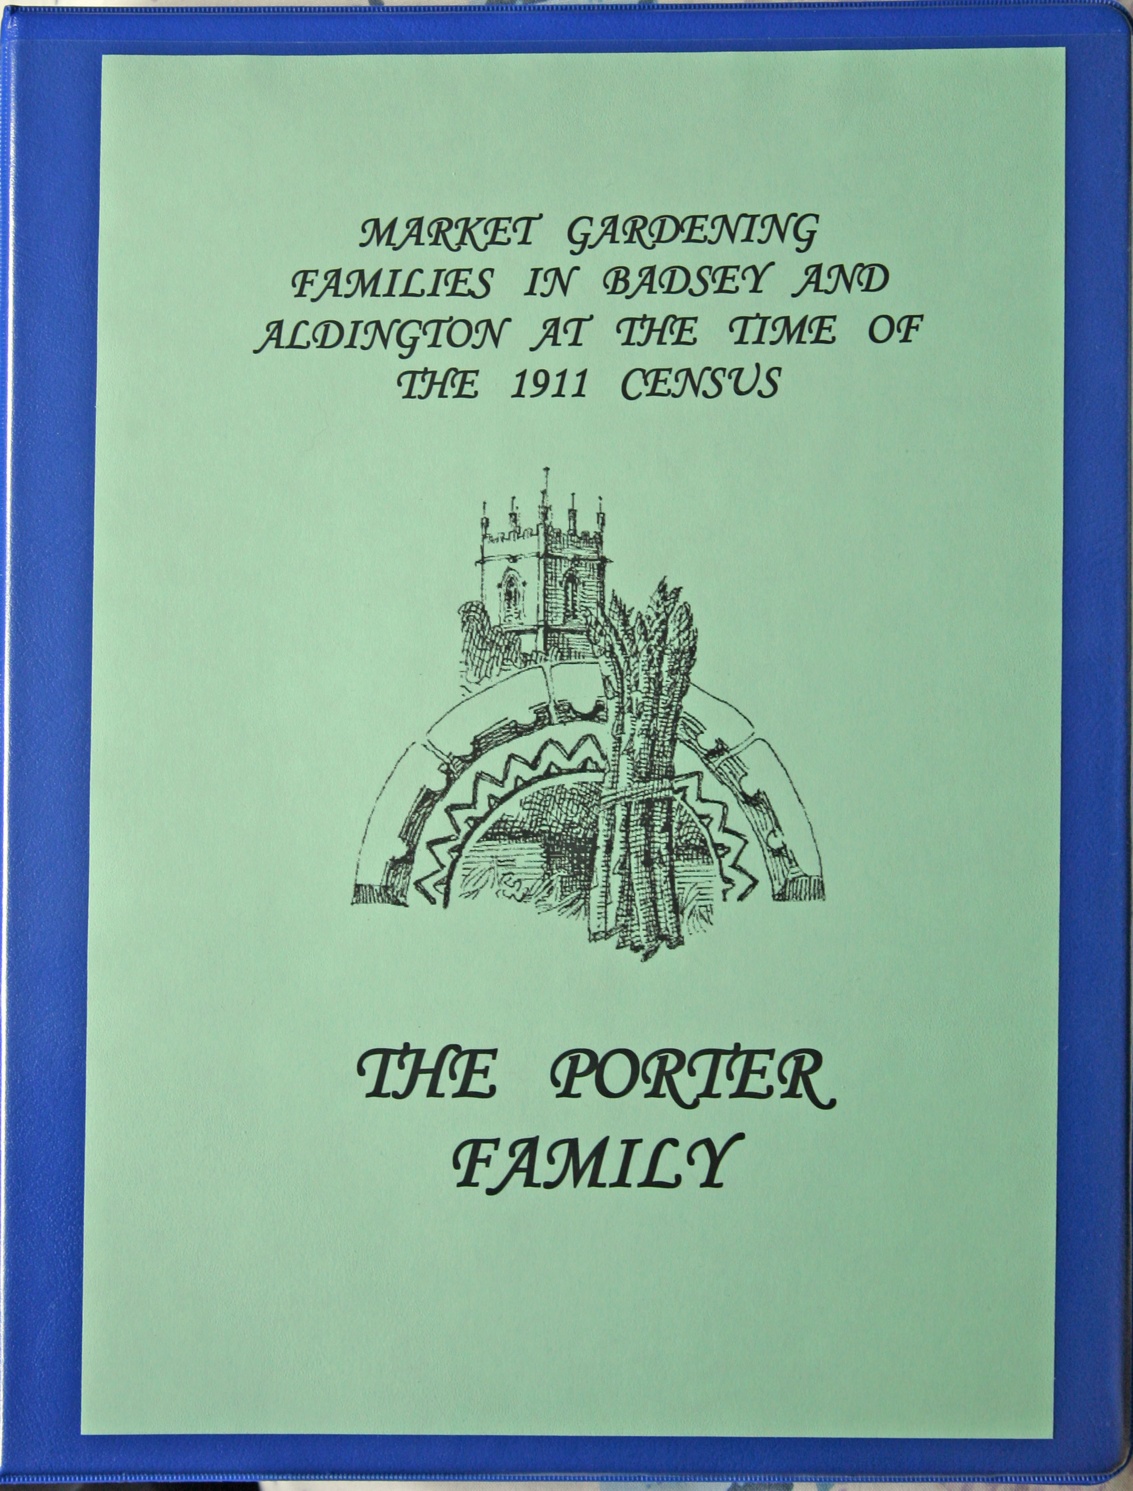 MARKET GARDENING
FAMILIES IN BADSEY AND
ALDINGTON AT THE TIME OF
THE 1911 CENSUS
THE PORTER
FAMILY